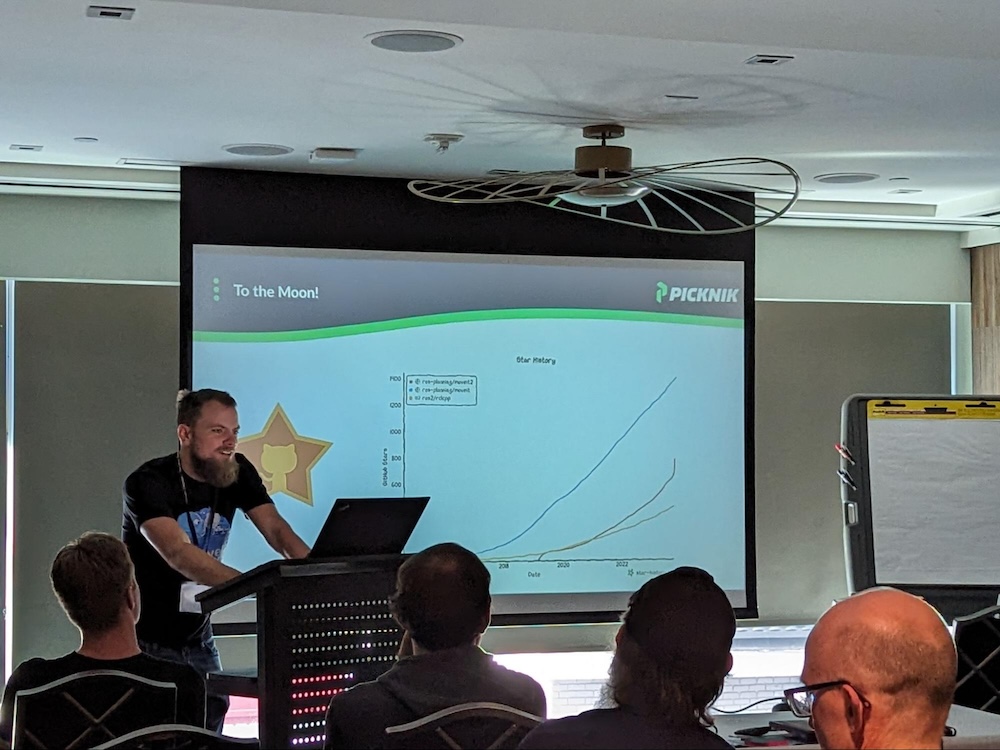 To the Moon!
PICKNIK
Star History
ros-planning/moveit2
ros-planning/moveit
ros2/rclcpp
1400
1200
1000
800
600
GitHub Stars
2018
2020
2022
Date